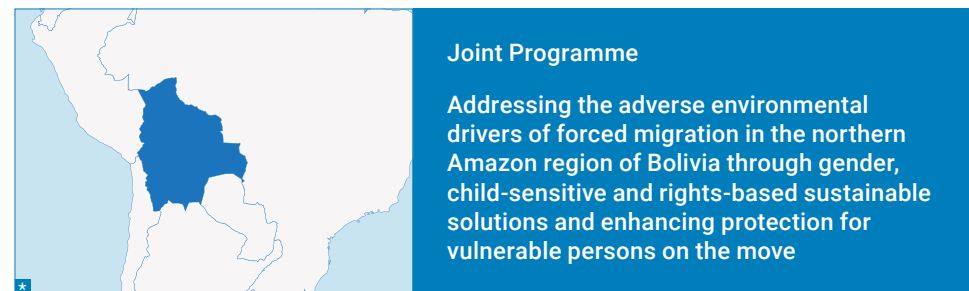 Joint Programme
Addressing the adverse environmental
drivers of forced migration in the northern
Amazon region of Bolivia through gender,
child-sensitive and rights-based sustainable
solutions and enhancing protection for
vulnerable persons on the move
*